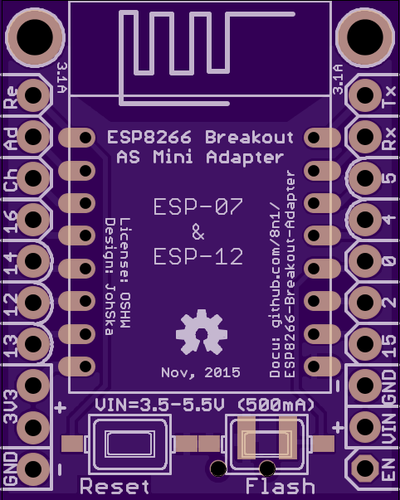 3.1A
3.1A
Re
Ad
Ch
16
14
12
13
3V3
GND
Tx
Rx
5
4
0
2
15
GND
VIN
EN
ESP8266 Breakout
AS Mini Adapter
ESP-07
&
ESP-12
License: OSHW
Design: JohSka
Docu: github.com/8n1/
ESP8266-Breakout-Adapter
Nov, 2015
VIN=3.5-5.5V (500mA)
+
-
-
+
Reset
Flash